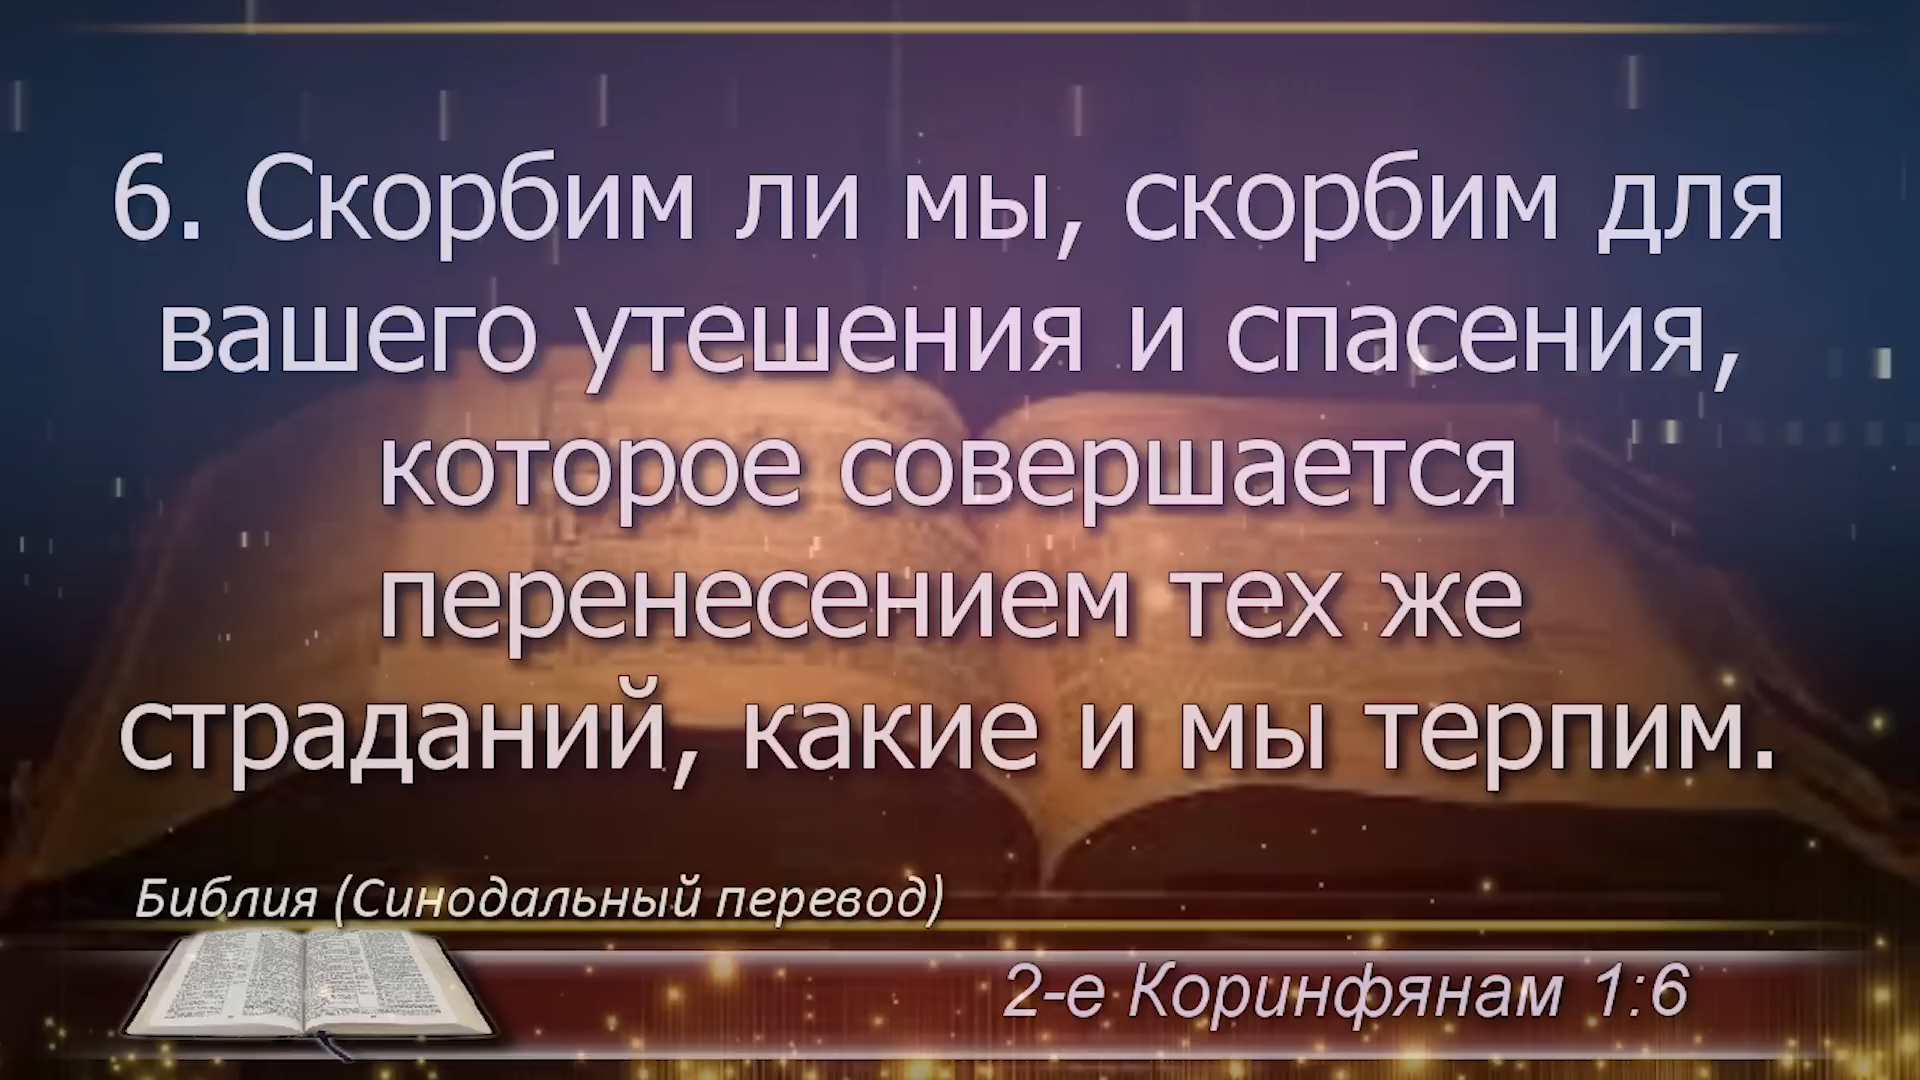 6. Скорбим ли мы, скорбим для
вашего утешения и спасения,
которое совершается
перенесением тех же
страданий, какие и мы терпим.
Библия (Синодальный перевод)
2-е Коринфянам 1:6